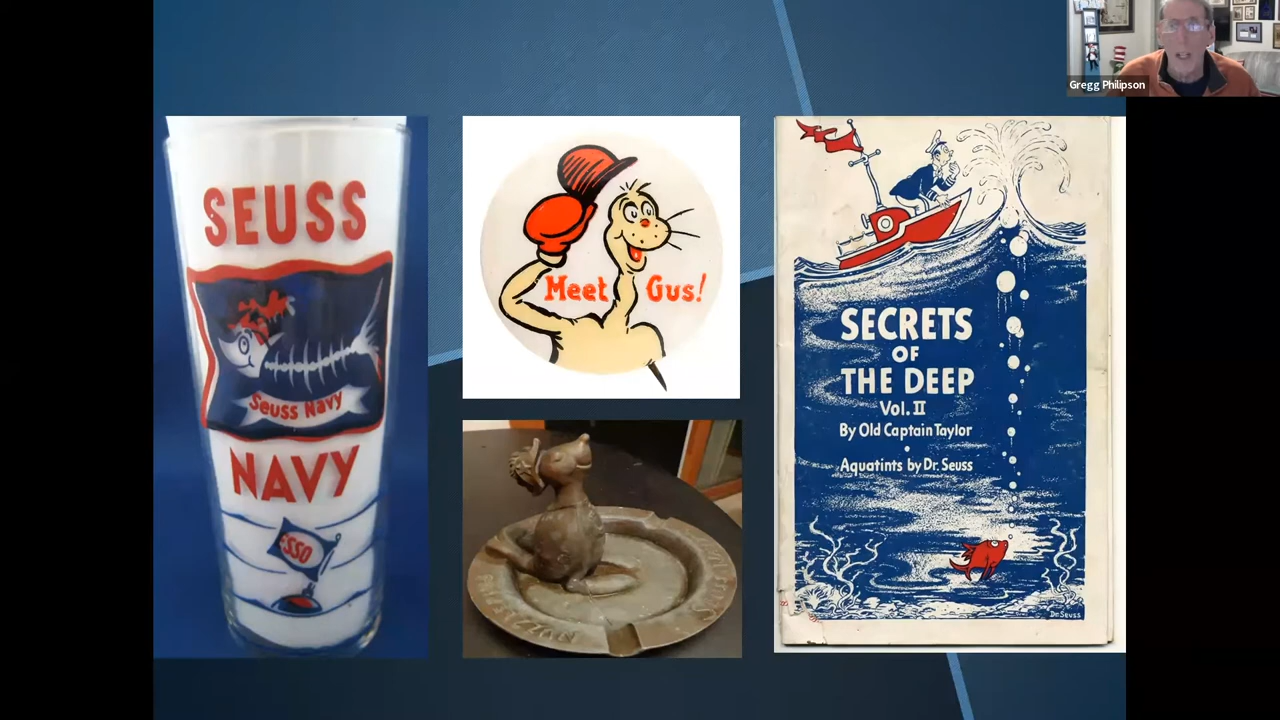 Gregg Philipson
SEUSS
Seuss Navy
NAVY
ESSO
Meet Gus!
SECRETS
OF
THE DEEP
Vol. II
By Old Captain Taylor
Aquatints by Dr. Seuss
Dr. Seuss